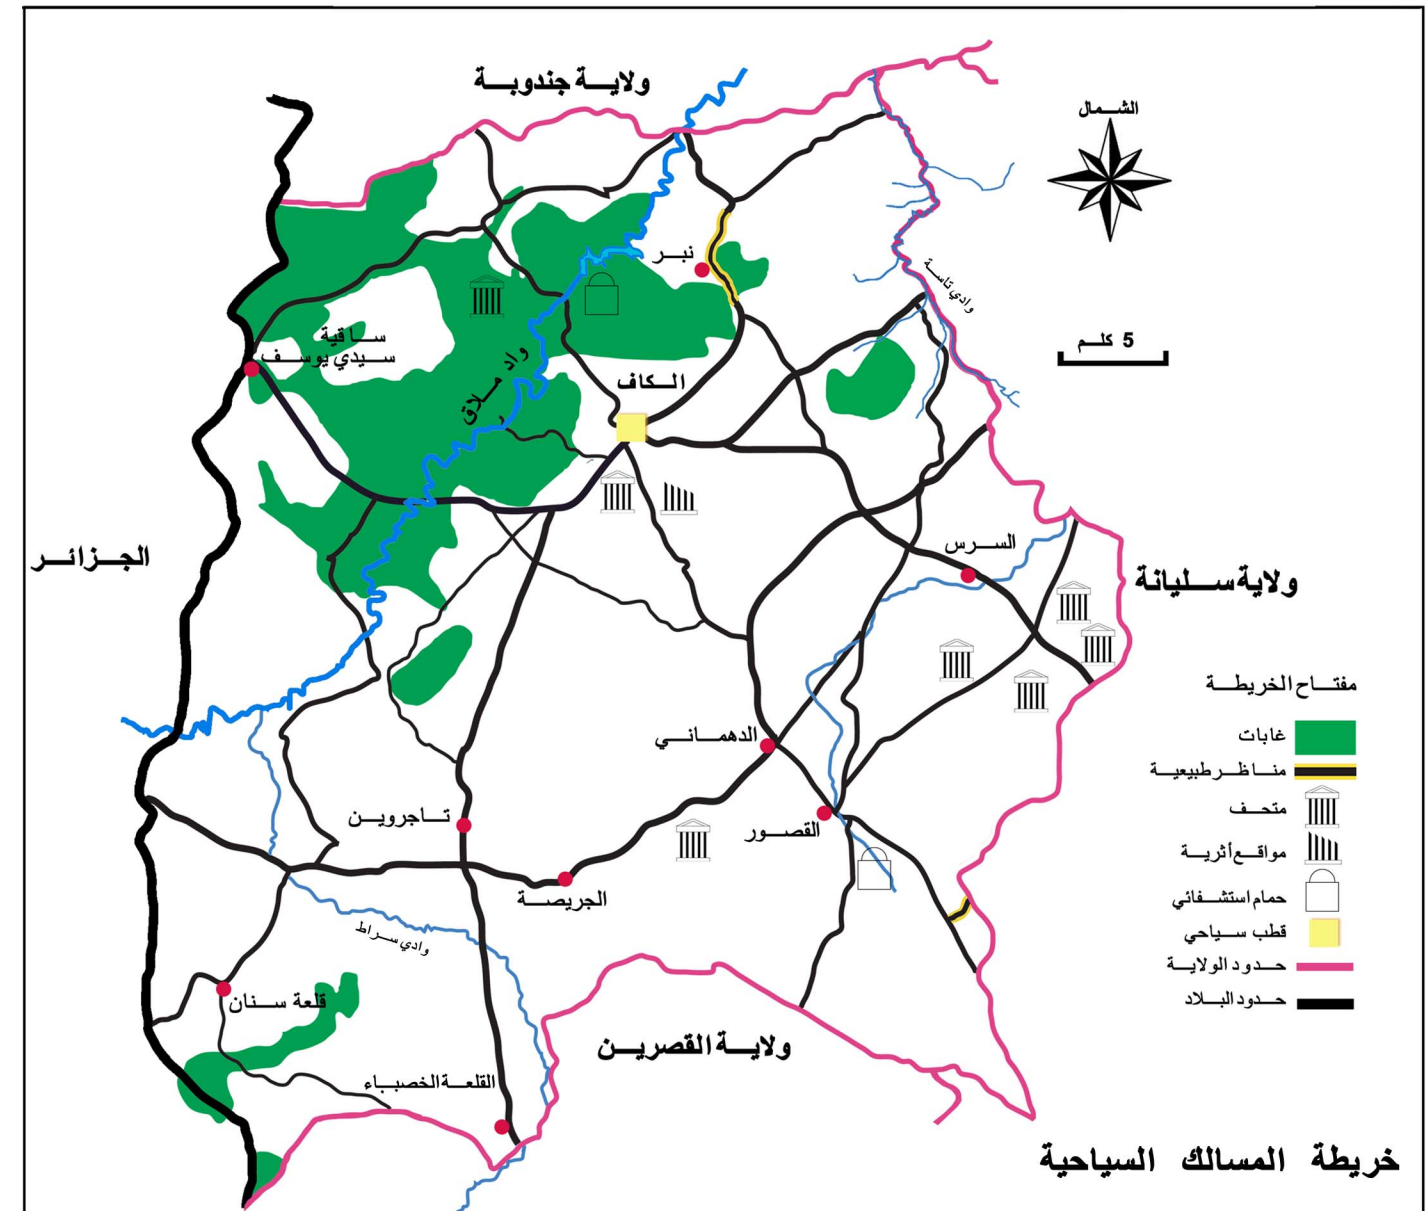 ولاية جندوبة
الشمال
نبر
وادي تاسة
5 كلم
ساقية
سيدي يوسف
الكاف
واد ملاق
السرس
الجزائر
ولاية سليانة
مفتاح الخريطة
غابات
مناظر طبيعية
متحف
مواقع أثرية
حمام استشفائي
قطب سياحي
حدود الولاية
حدود البلاد
الدهماني
تاجروين
القصور
الجريصة
وادي سراط
قلعة سنان
ولاية القصرين
القلعة الخصباء
خريطة المسالك السياحية